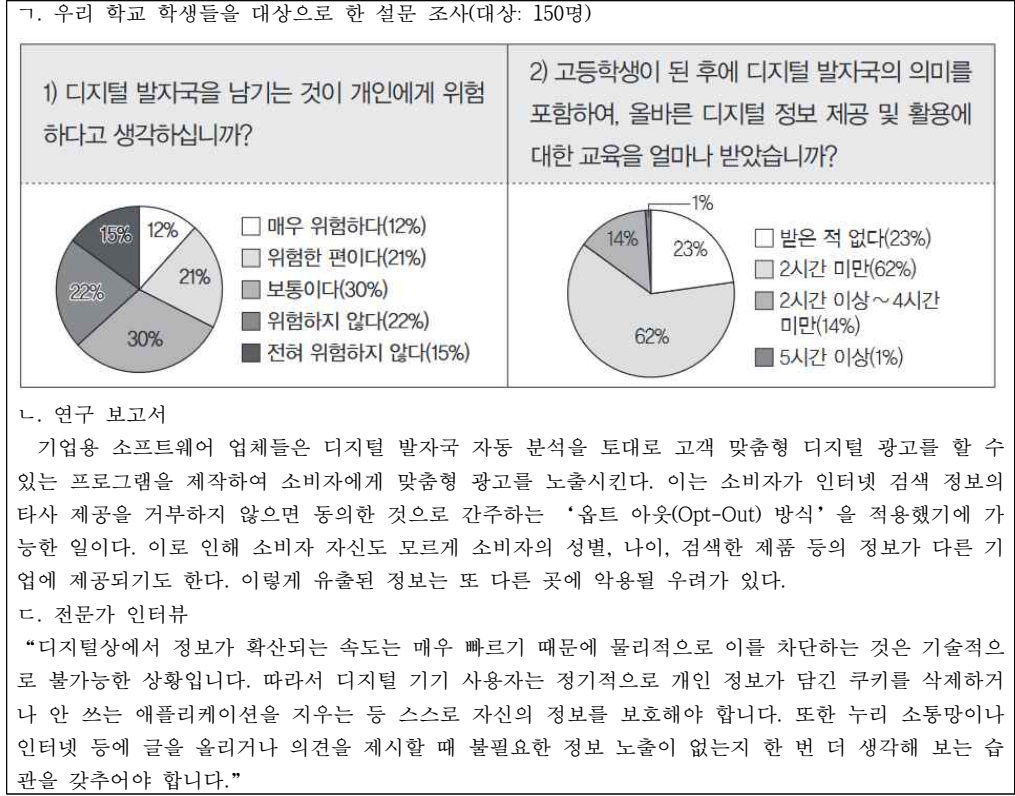 ㄱ. 우리 학교 학생들을 대상으로 한 설문 조사(대상: 150명)
1) 디지털 발자국을 남기는 것이 개인에게 위험
하다고 생각하십니까?
2) 고등학생이 된 후에 디지털 발자국의 의미를
포함하여, 올바른 디지털 정보 제공 및 활용에
대한 교육을 얼마나 받았습니까?
15%
12%
21%
22%
30%
매우 위험하다(12%)
위험한 편이다(21%)
보통이다(30%)
위험하지 않다(22%)
전혀 위험하지 않다(15%)
1%
14%
23%
62%
받은 적 없다(23%)
2시간 미만(62%)
2시간 이상~4시간
미만(14%)
5시간 이상(1%)
ㄴ. 연구 보고서
기업용 소프트웨어 업체들은 디지털 발자국 자동 분석을 토대로 고객 맞춤형 디지털 광고를 할 수
있는 프로그램을 제작하여 소비자에게 맞춤형 광고를 노출시킨다. 이는 소비자가 인터넷 검색 정보의
타사 제공을 거부하지 않으면 동의한 것으로 간주하는 ‘옵트 아웃(Opt-Out) 방식’을 적용했기에 가
능한 일이다. 이로 인해 소비자 자신도 모르게 소비자의 성별, 나이, 검색한 제품 등의 정보가 다른 기
업에 제공되기도 한다. 이렇게 유출된 정보는 또 다른 곳에 악용될 우려가 있다.
ㄷ. 전문가 인터뷰
“디지털상에서 정보가 확산되는 속도는 매우 빠르기 때문에 물리적으로 이를 차단하는 것은 기술적으
로 불가능한 상황입니다. 따라서 디지털 기기 사용자는 정기적으로 개인 정보가 담긴 쿠키를 삭제하거
나 안 쓰는 애플리케이션을 지우는 등 스스로 자신의 정보를 보호해야 합니다. 또한 누리 소통망이나
인터넷 등에 글을 올리거나 의견을 제시할 때 불필요한 정보 노출이 없는지 한 번 더 생각해 보는 습
관을 갖추어야 합니다.”